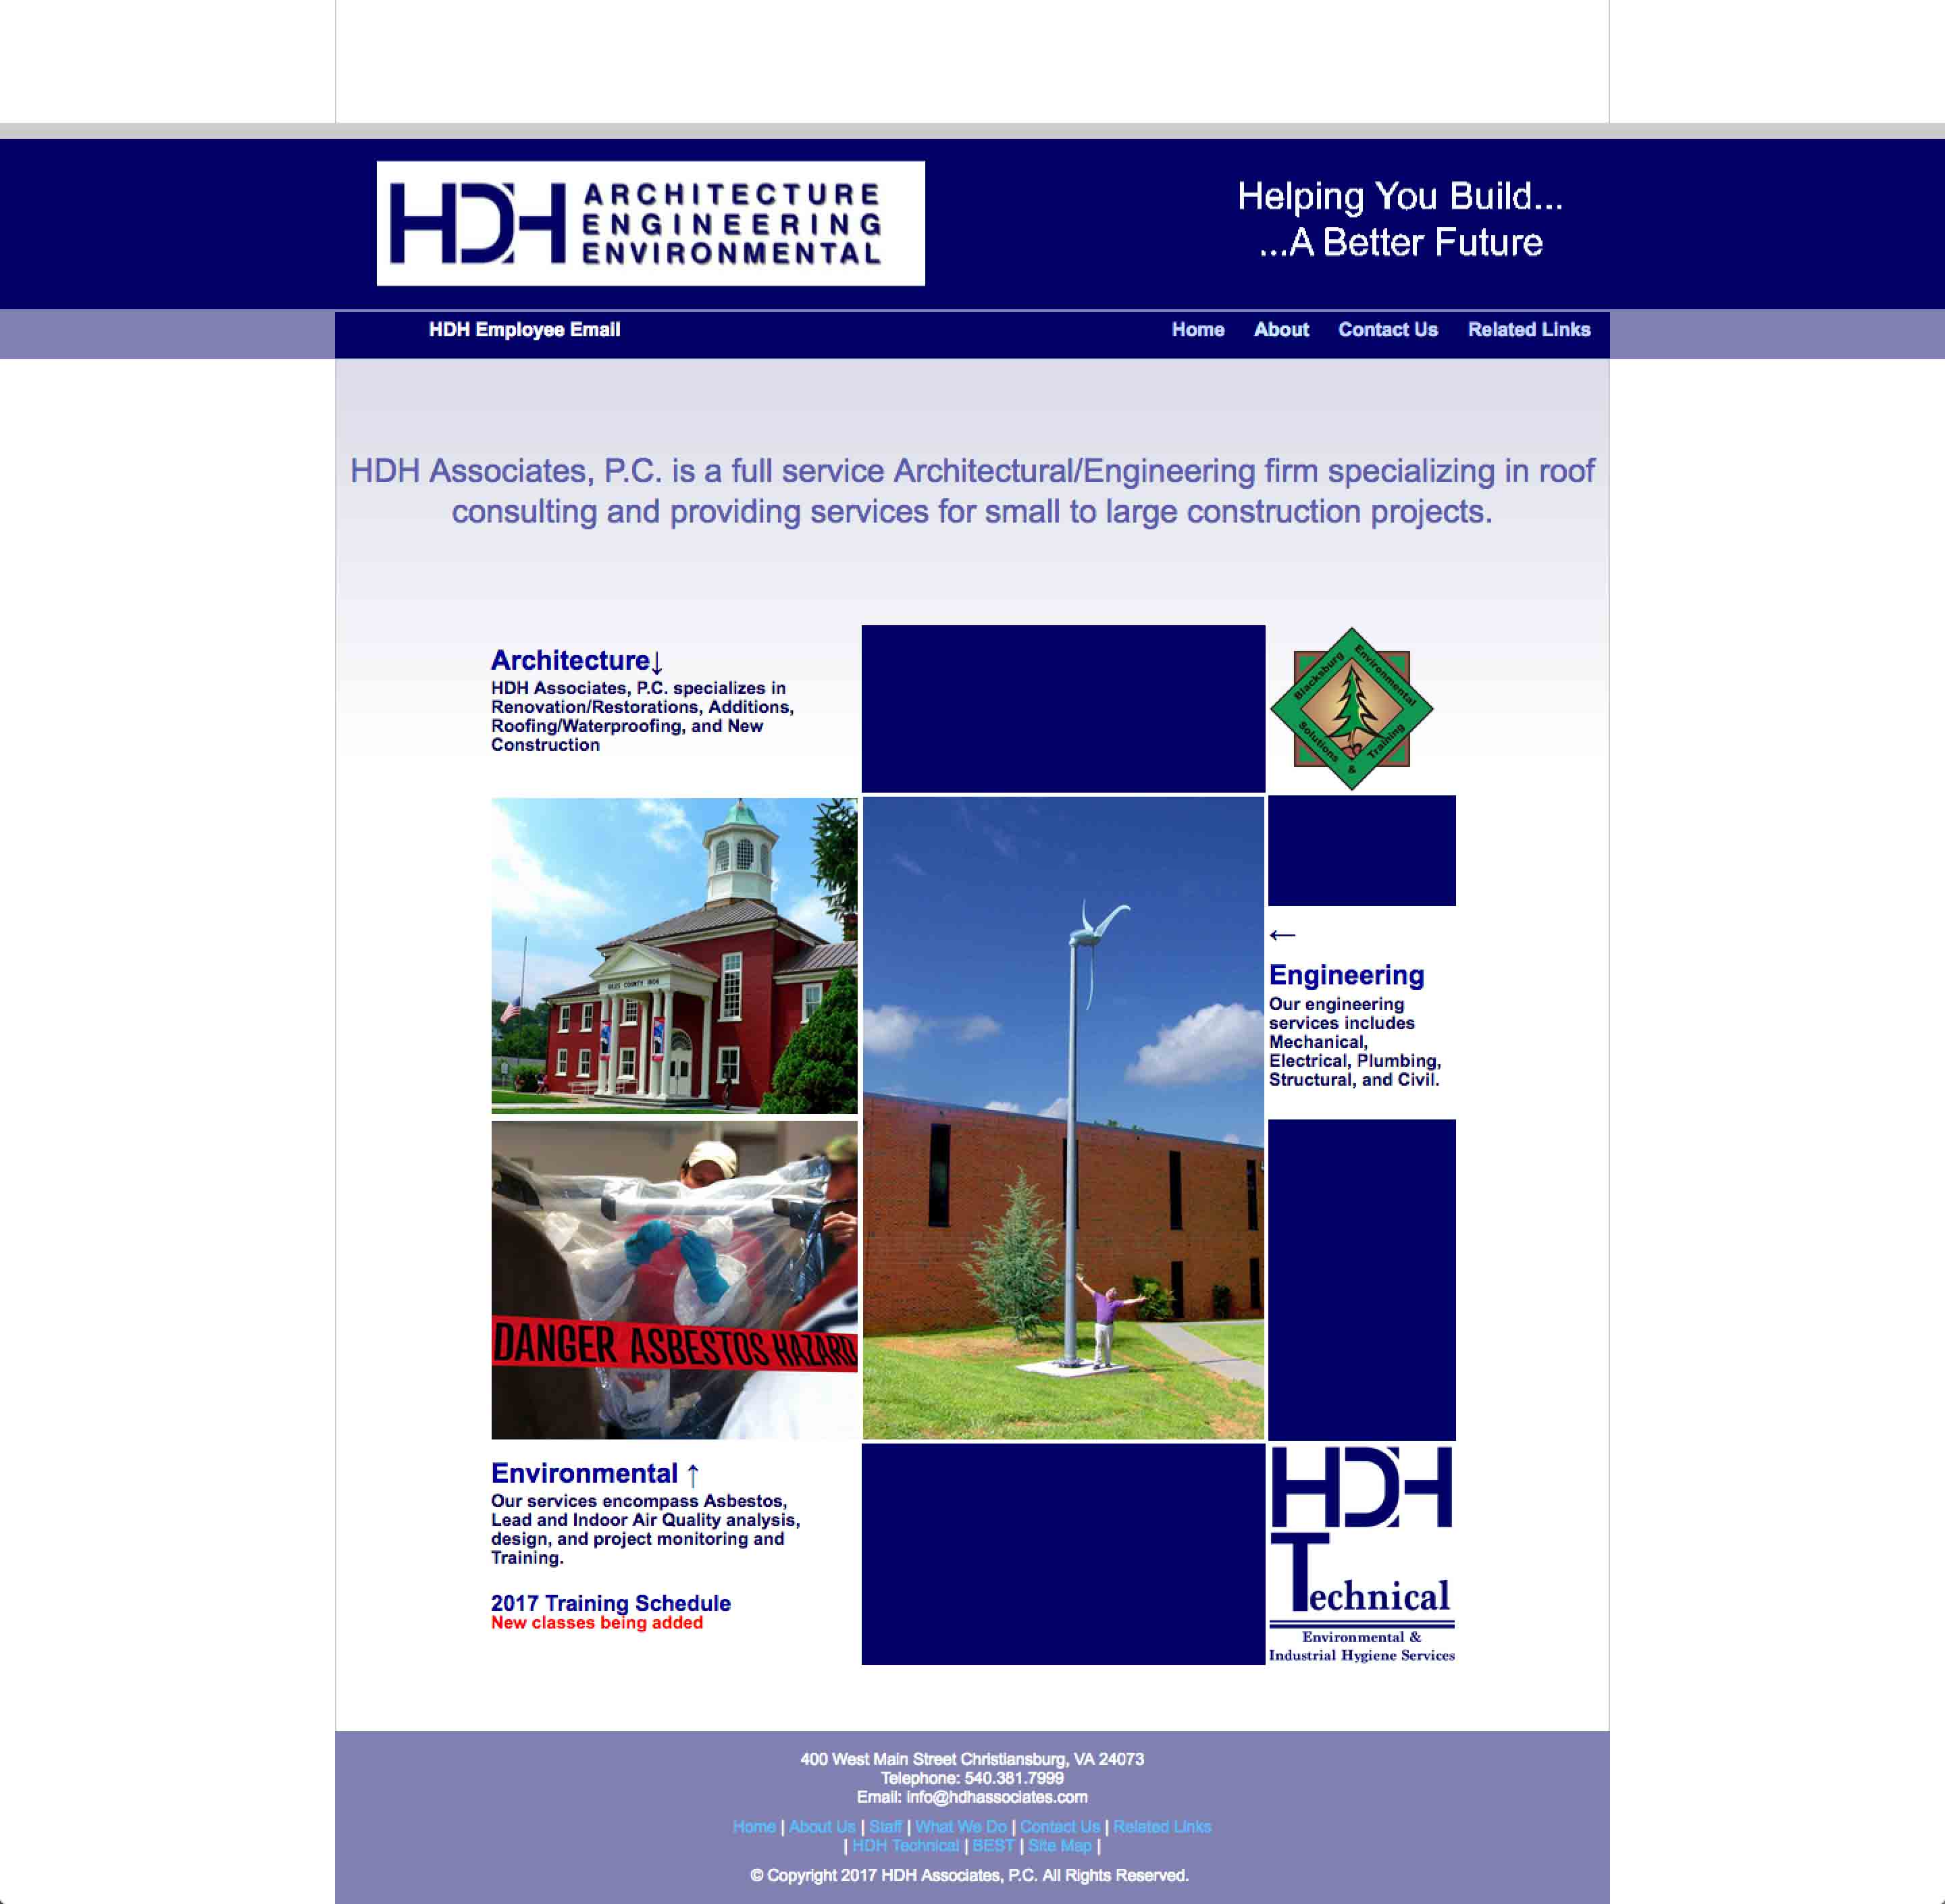 HDH ARCHITECTURE
ENGINEERING
ENVIRONMENTAL
Helping You Build...
...A Better Future
HDH Employee Email
Home About Contact Us Related Links
HDH Associates, P.C. is a full service Architectural/Engineering firm specializing in roof
consulting and providing services for small to large construction projects.
Architecture↓
HDH Associates, P.C. specializes in
Renovation/Restorations, Additions,
Roofing/Waterproofing, and New
Construction
Blacksburg Environmental
Solutions & Training
GILES COUNTY 1806
←
Engineering
Our engineering
services includes
Mechanical,
Electrical, Plumbing,
Structural, and Civil.
DANGER ASBESTOS HAZARD
Environmental ↑
Our services encompass Asbestos,
Lead and Indoor Air Quality analysis,
design, and project monitoring and
Training.
2017 Training Schedule
New classes being added
HDH
Technical
Environmental &
Industrial Hygiene Services
400 West Main Street Christiansburg, VA 24073
Telephone: 540.381.7999
Email: info@hdhassociates.com
Home | About Us | Staff | What We Do | Contact Us | Related Links
| HDH Technical | BEST | Site Map |
© Copyright 2017 HDH Associates, P.C. All Rights Reserved.